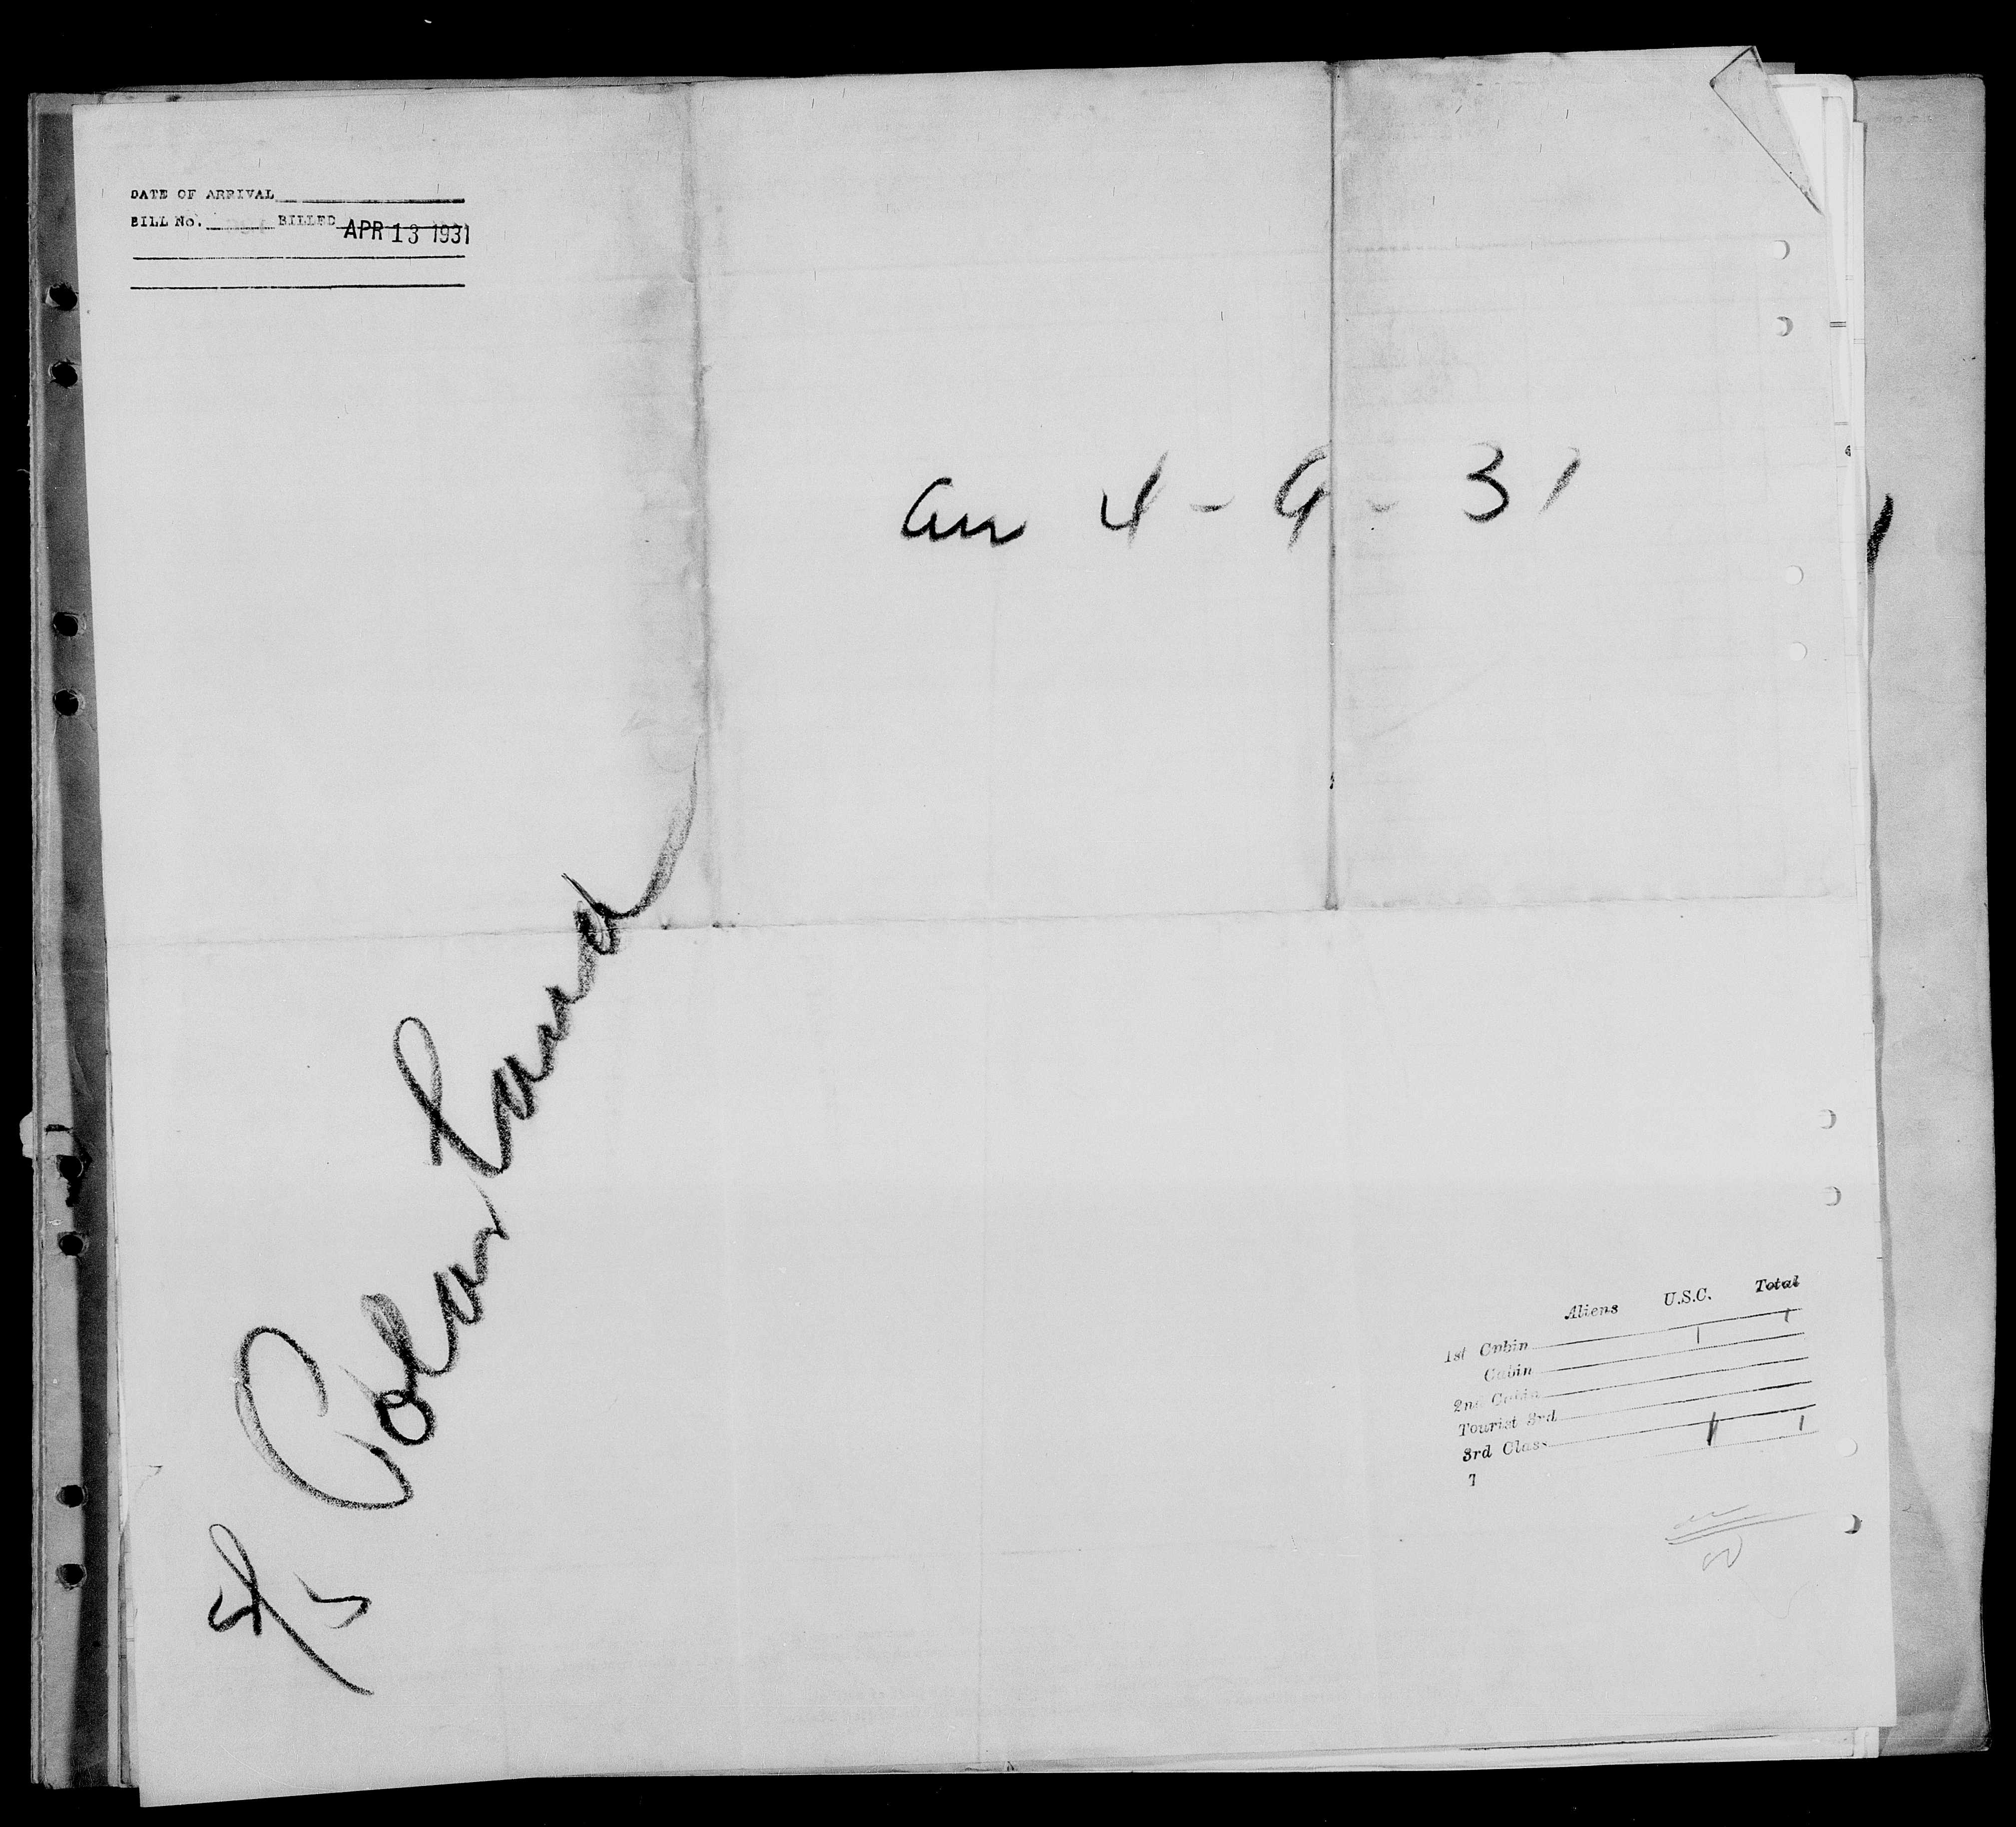 DATE OF ARRIVAL
BILL No. BILLED APR 13 1931
arr 4-9-31
S/S
Aliens U.S.C. Total
1st Cabin 1 1
Cabin
2nd Cabin
Tourist 3rd
3rd Class 1 1
T